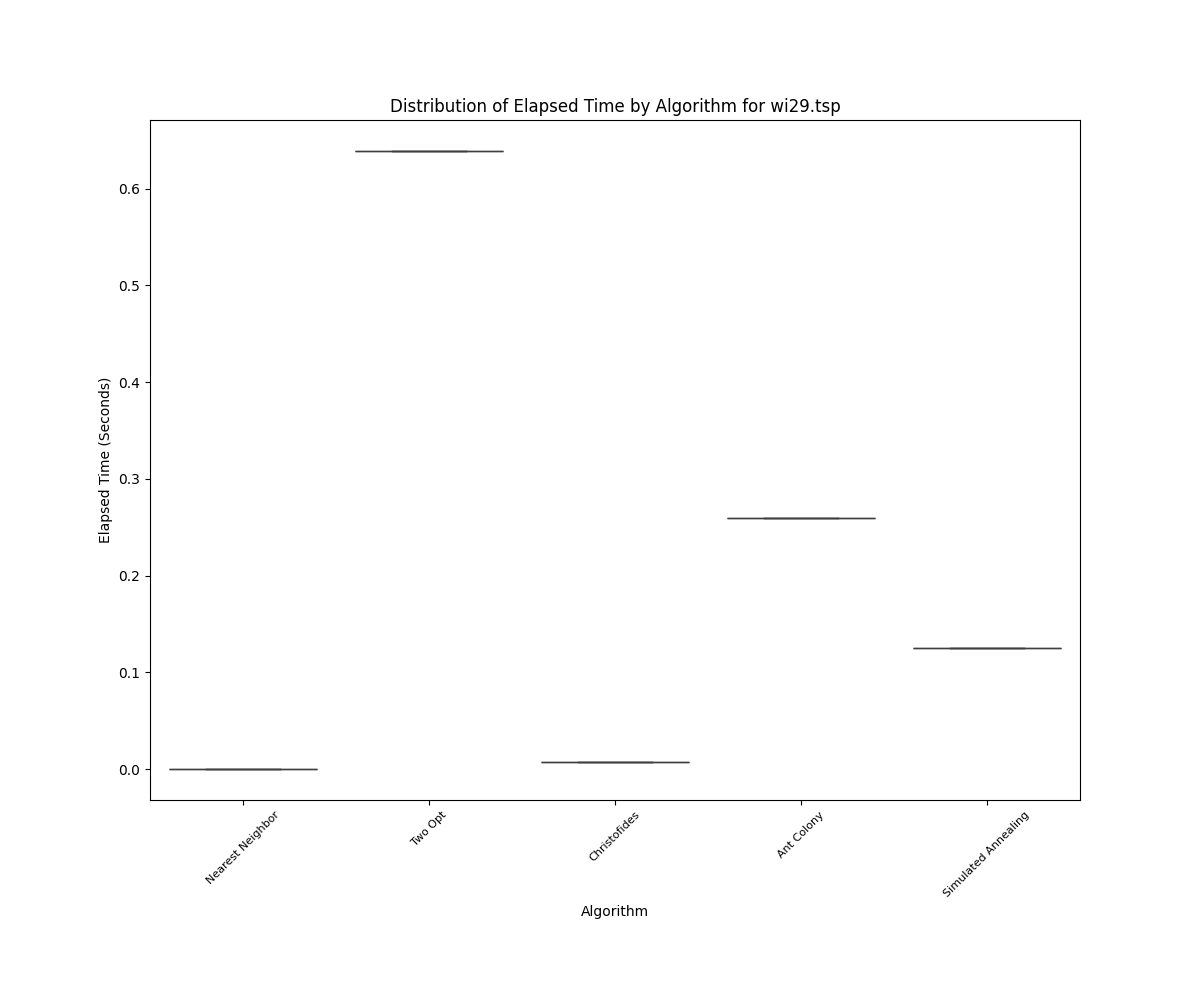 Distribution of Elapsed Time by Algorithm for wi29.tsp
Elapsed Time (Seconds)
0.6
0.5
0.4
0.3
0.2
0.1
0.0
Nearest Neighbor
Two Opt
Christofides
Ant Colony
Simulated Annealing
Algorithm